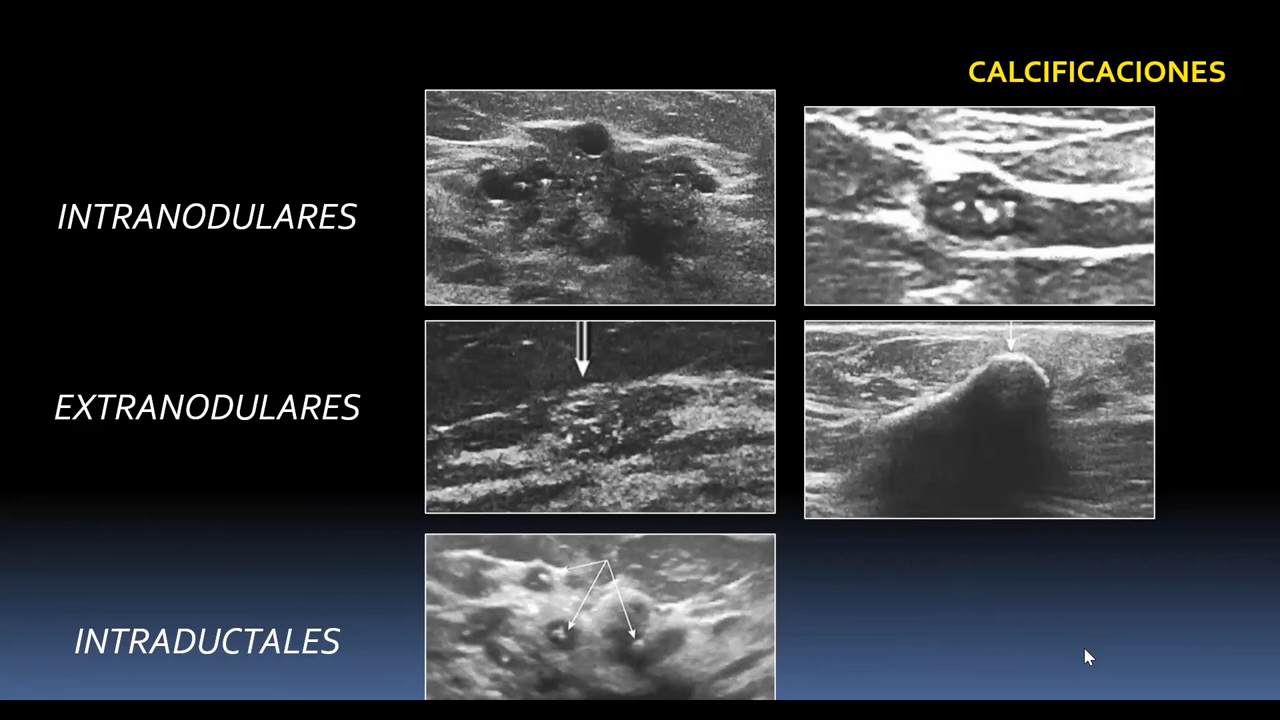 CALCIFICACIONES
INTRANODULARES
EXTRANODULARES
INTRADUCTALES